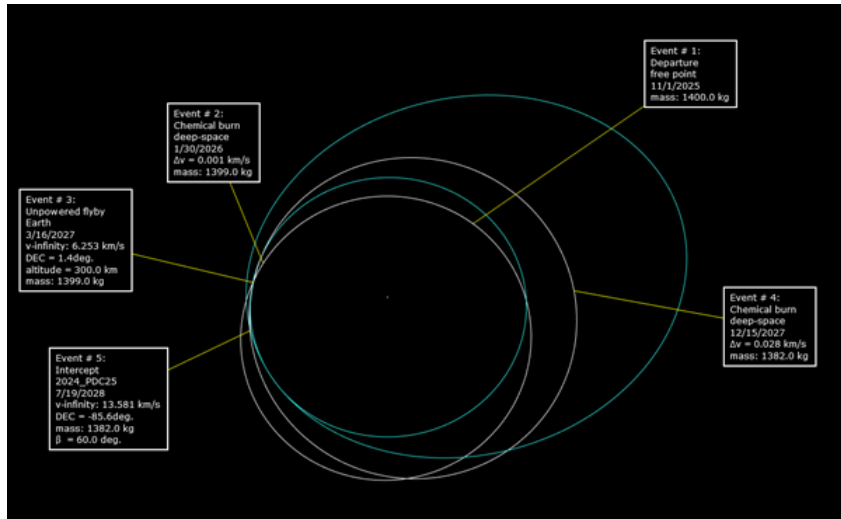 Event # 1:
Departure
free point
11/1/2025
mass: 1400.0 kg
Event # 2:
Chemical burn
deep-space
1/30/2026
Δv = 0.001 km/s
mass: 1399.0 kg
Event # 3:
Unpowered flyby
Earth
3/16/2027
v-infinity: 6.253 km/s
DEC = 1.4deg.
altitude = 300.0 km
mass: 1399.0 kg
Event # 4:
Chemical burn
deep-space
12/15/2027
Δv = 0.028 km/s
mass: 1382.0 kg
Event # 5:
Intercept
2024_PDC25
7/19/2028
v-infinity: 13.581 km/s
DEC = -85.6deg.
mass: 1382.0 kg
β = 60.0 deg.